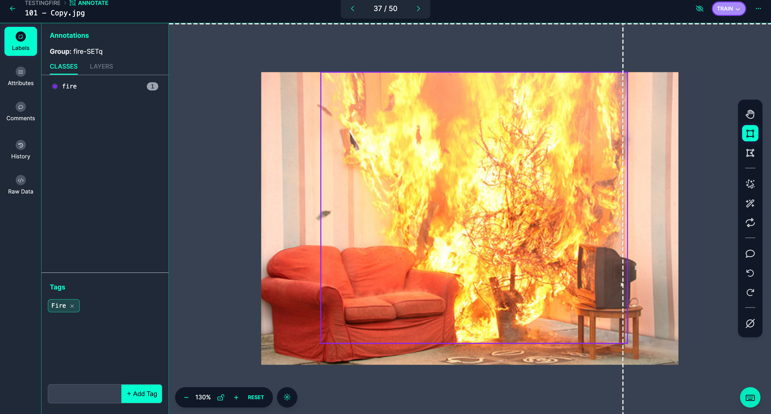 TESTINGFIRE > ANNOTATE
101 - Copy.jpg
37 / 50
TRAIN
Labels
Attributes
Comments
History
Raw Data
Annotations
Group: fire-SETq
CLASSES LAYERS
fire 1
Tags
Fire ×
+ Add Tag
− 130% + RESET